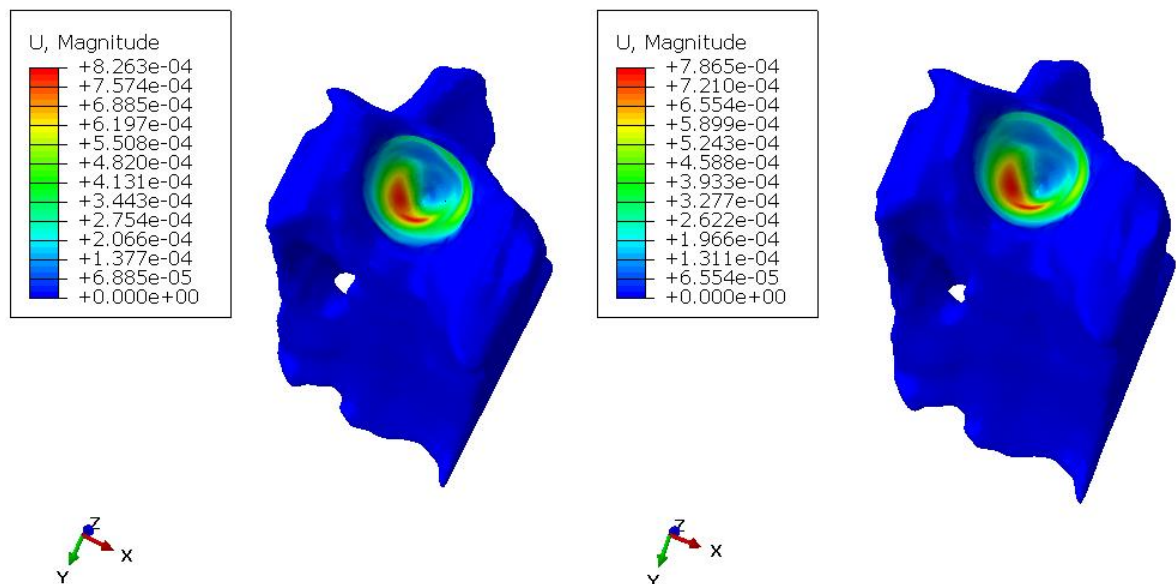 U, Magnitude
+8.263e-04
+7.574e-04
+6.885e-04
+6.197e-04
+5.508e-04
+4.820e-04
+4.131e-04
+3.443e-04
+2.754e-04
+2.066e-04
+1.377e-04
+6.885e-05
+0.000e+00
Z
X
Y
U, Magnitude
+7.865e-04
+7.210e-04
+6.554e-04
+5.899e-04
+5.243e-04
+4.588e-04
+3.933e-04
+3.277e-04
+2.622e-04
+1.966e-04
+1.311e-04
+6.554e-05
+0.000e+00
Z
X
Y